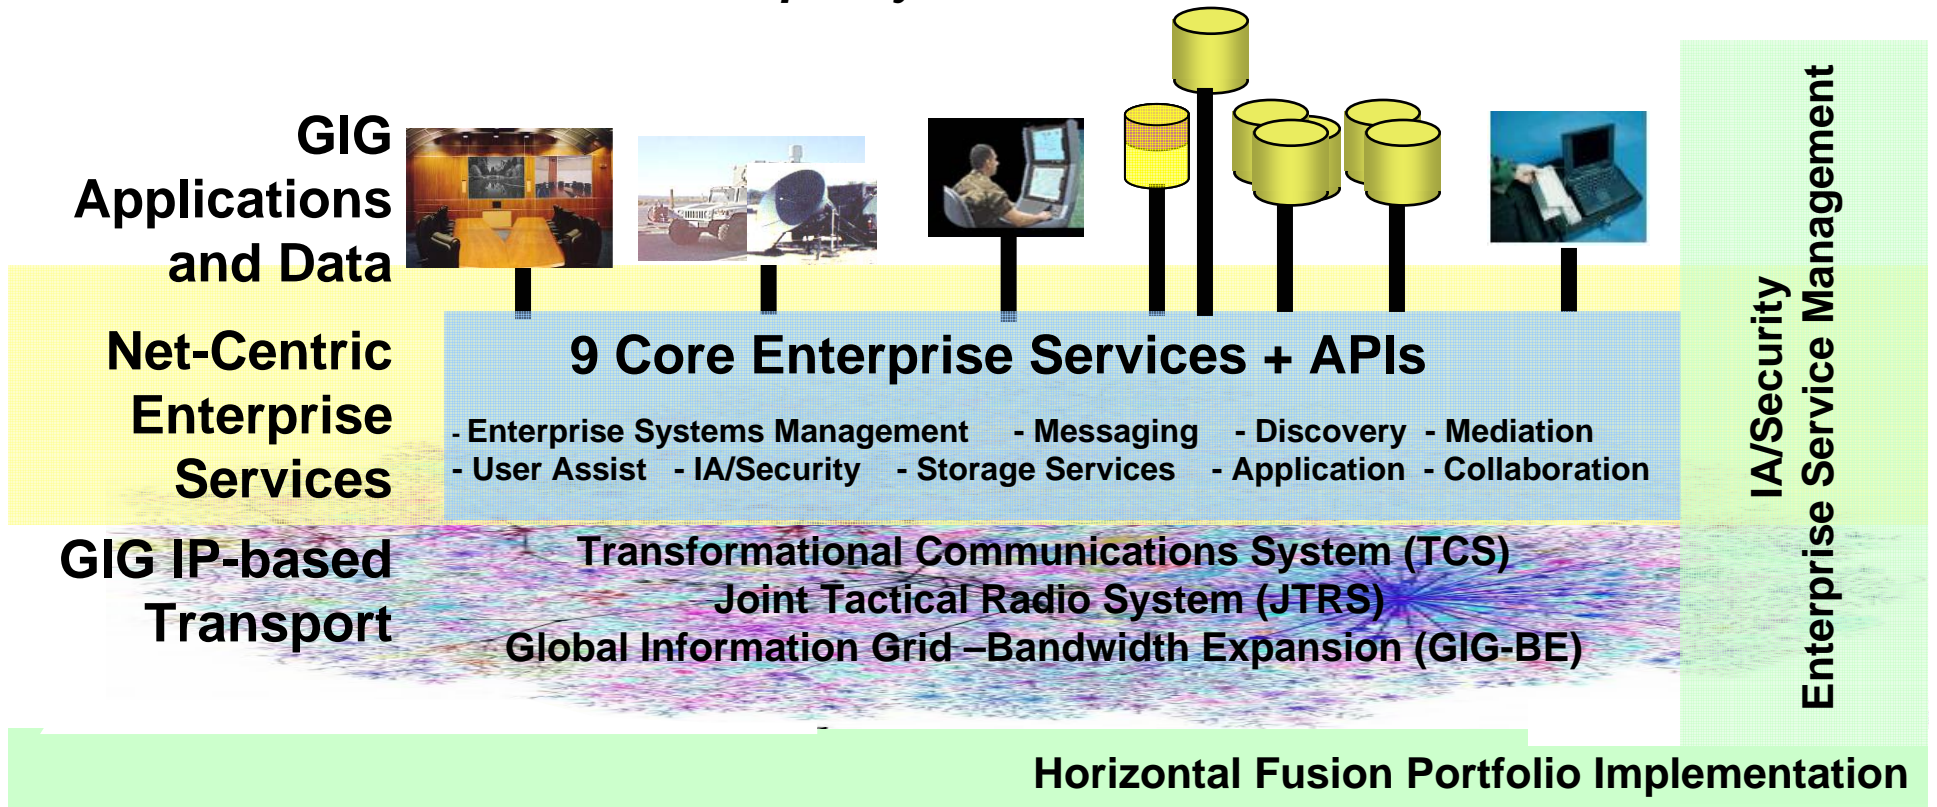 GIG
Applications
and Data
Net-Centric
Enterprise
Services
9 Core Enterprise Services + APIs
- Enterprise Systems Management - Messaging - Discovery - Mediation
- User Assist - IA/Security - Storage Services - Application - Collaboration
GIG IP-based
Transport
Transformational Communications System (TCS)
Joint Tactical Radio System (JTRS)
Global Information Grid –Bandwidth Expansion (GIG-BE)
IA/Security
Enterprise Service Management
Horizontal Fusion Portfolio Implementation